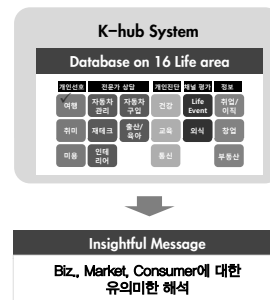 K-hub System
Database on 16 Life area
개인선호 전문가 상담 개인진단 채널 평가 정보
여행 자동차 관리 자동차 구입 건강 Life Event 취업/이직
취미 재테크 출산/육아 교육 외식 창업
미용 인테리어 통신 부동산
Insightful Message
Biz., Market, Consumer에 대한
유의미한 해석